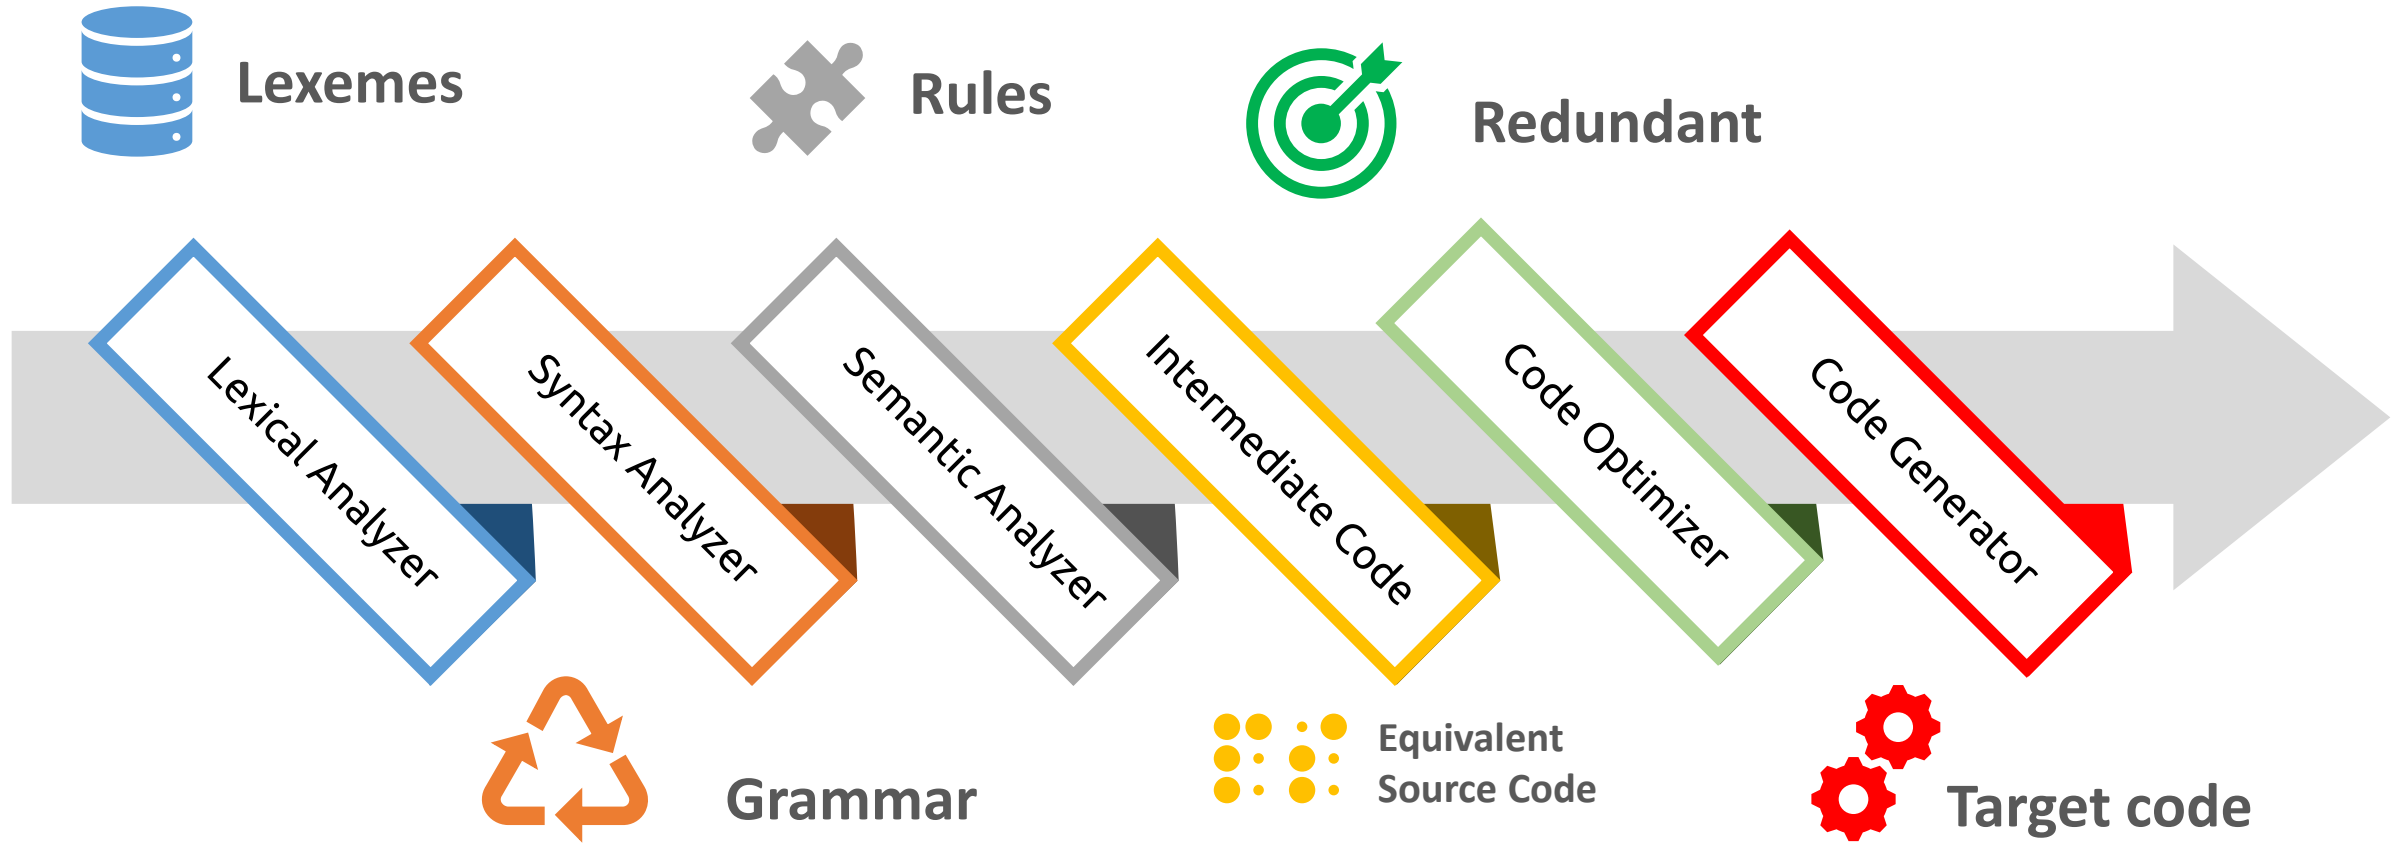 Lexemes
Rules
Redundant
Lexical Analyzer
Syntax Analyzer
Semantic Analyzer
Intermediate Code
Code Optimizer
Code Generator
Grammar
Equivalent
Source Code
Target code